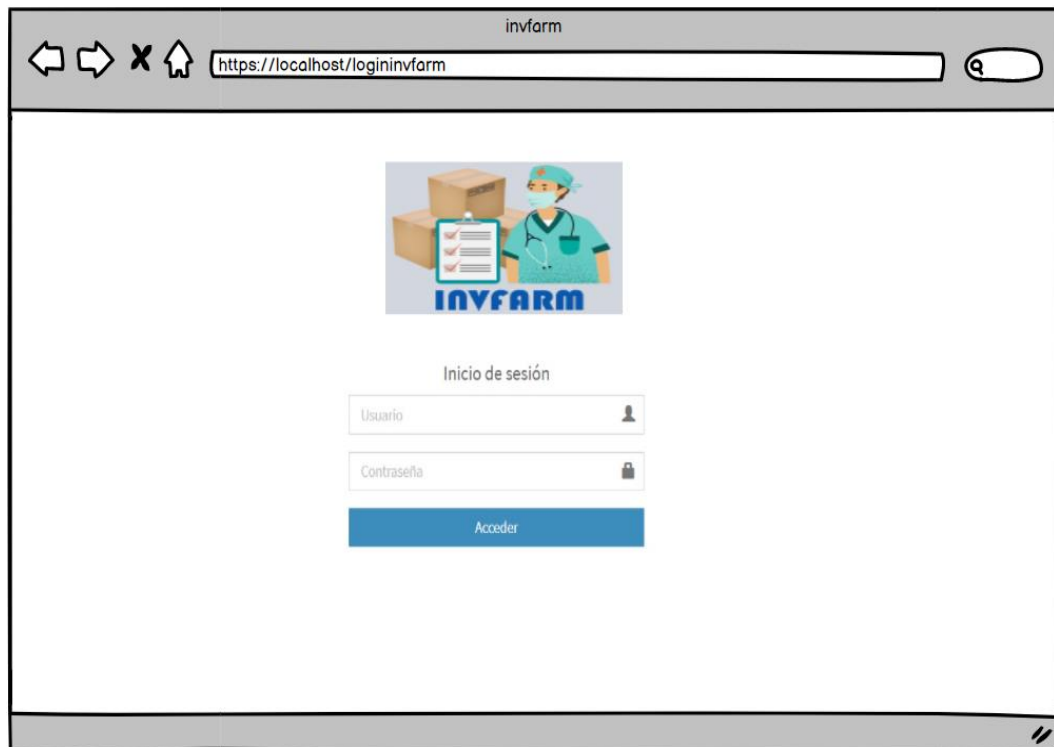 invfarm
https://localhost/logininvfarm
INVFARM
Inicio de sesión
Usuario
Contraseña
Acceder